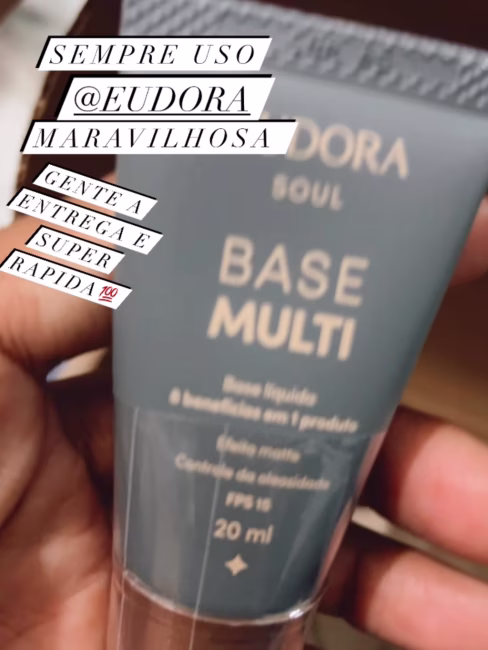 SEMPRE USO
@EUDORA
MARAVILHOSA
GENTE A
ENTREGA E
SUPER
RAPIDA💯
DORA
SOUL
BASE
MULTI
Base líquida
6 benefícios em 1 produto
Efeito matte
Controle da oleosidade
FPS 15
20 ml